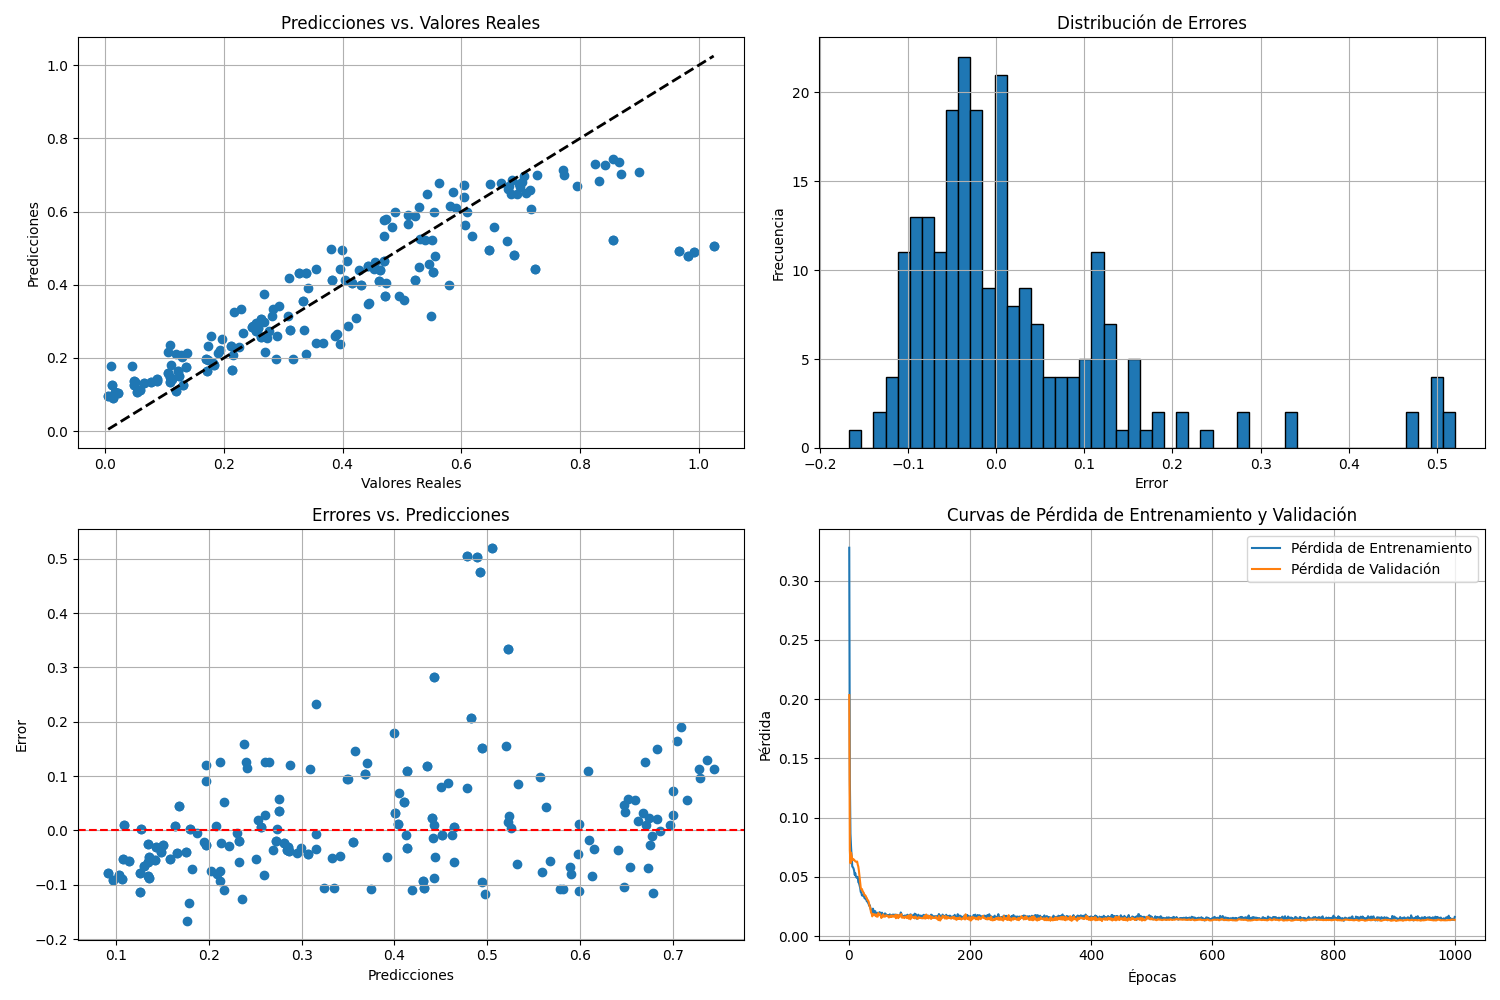 Predicciones vs. Valores Reales
Predicciones
1.0
0.8
0.6
0.4
0.2
0.0
0.0 0.2 0.4 0.6 0.8 1.0
Valores Reales
Distribución de Errores
Frecuencia
20
15
10
5
0
−0.2 −0.1 0.0 0.1 0.2 0.3 0.4 0.5
Error
Errores vs. Predicciones
Error
0.5
0.4
0.3
0.2
0.1
0.0
−0.1
−0.2
0.1 0.2 0.3 0.4 0.5 0.6 0.7
Predicciones
Curvas de Pérdida de Entrenamiento y Validación
Pérdida de Entrenamiento
Pérdida de Validación
Pérdida
0.30
0.25
0.20
0.15
0.10
0.05
0.00
0 200 400 600 800 1000
Épocas